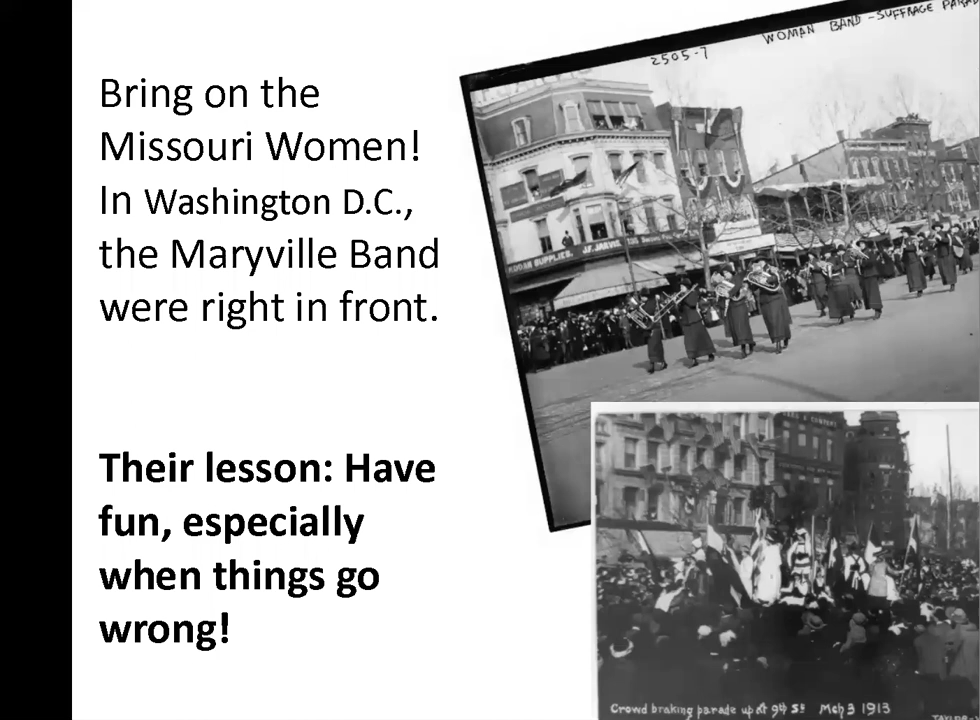 Bring on the
Missouri Women!
In Washington D.C.,
the Maryville Band
were right in front.
Their lesson: Have
fun, especially
when things go
wrong!
2505-7
WOMAN BAND - SUFFRAGE PARAD
KODAK SUPPLIES. J.F. JARVIS
Crowd braking parade up at 9th St Mch 3 1913